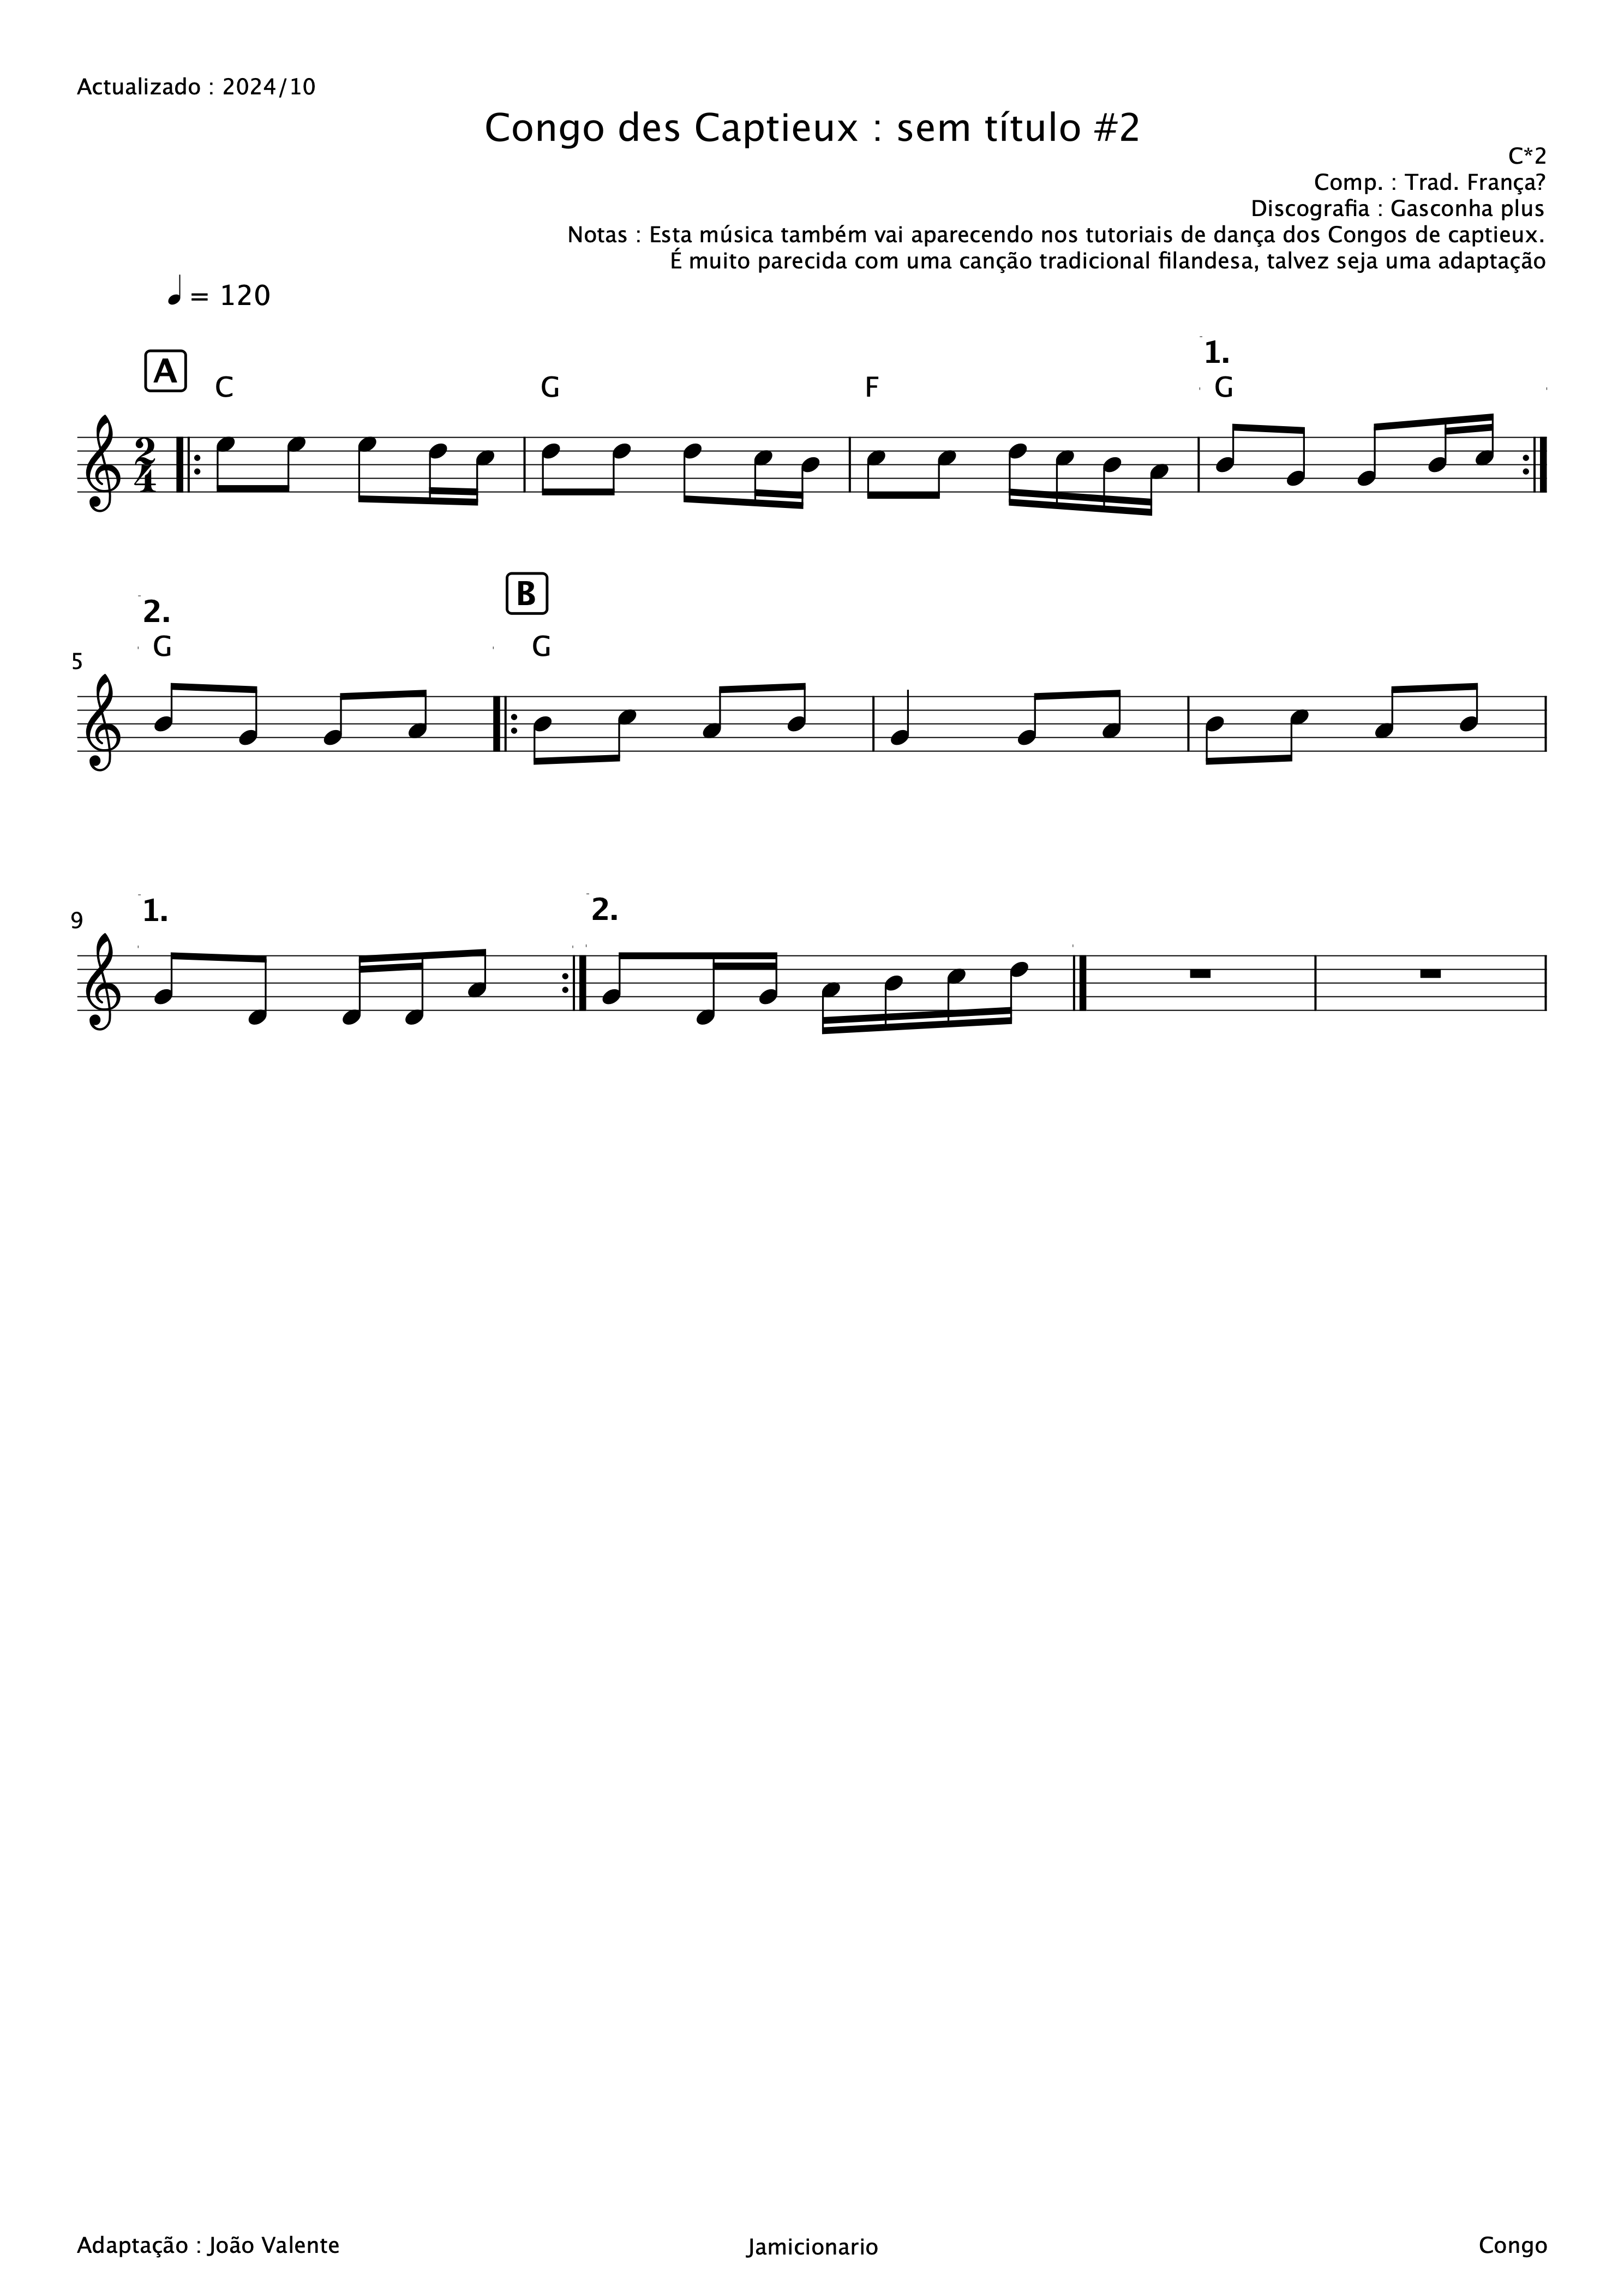 Actualizado : 2024/10
Congo des Captieux : sem título #2
C*2
Comp. : Trad. França?
Discografia : Gasconha plus
Notas : Esta música também vai aparecendo nos tutoriais de dança dos Congos de captieux.
É muito parecida com uma canção tradicional filandesa, talvez seja uma adaptação
= 120
1.
A C G F G
2 4
2. B
G G
5
1. 2.
9
Adaptação : João Valente Jamicionario Congo